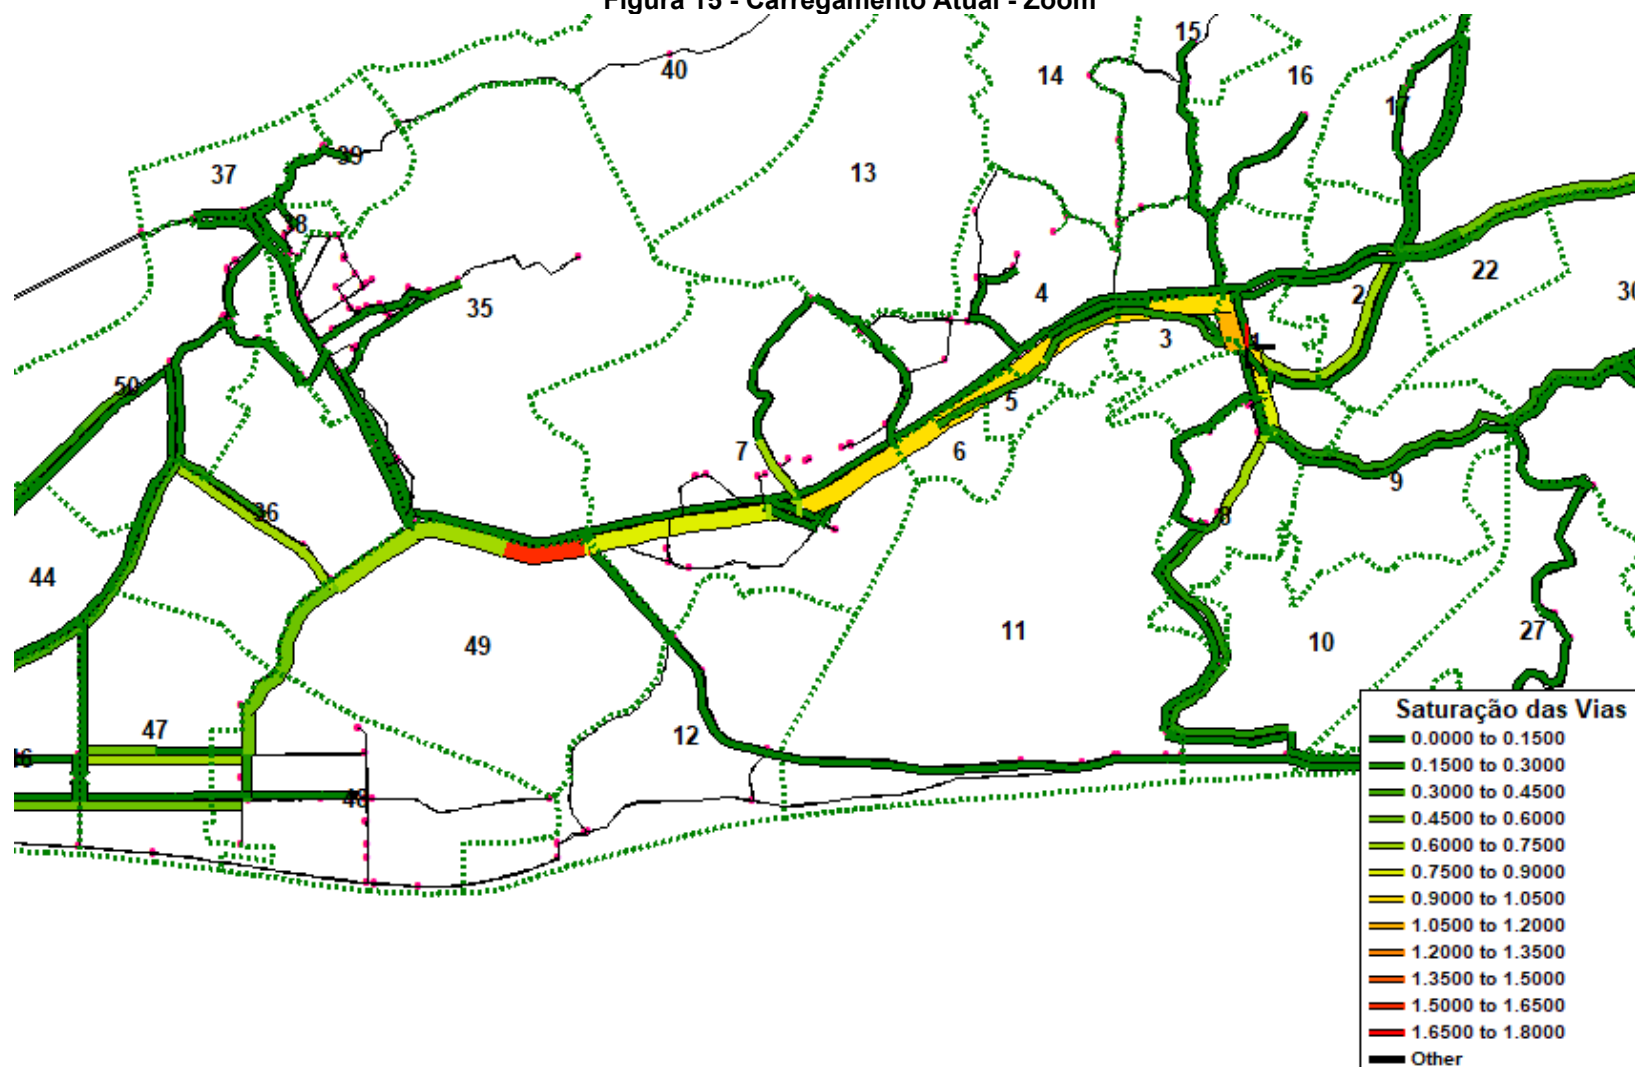 Figura 15 - Carregamento Atual - Zoom
15
40
14
16
17
13
39
37
8
22
2
4
35
30
3
1
50
5
7
6
9
36
8
44
11
27
49
10
47
12
48
Saturação das Vias
0.0000 to 0.1500
0.1500 to 0.3000
0.3000 to 0.4500
0.4500 to 0.6000
0.6000 to 0.7500
0.7500 to 0.9000
0.9000 to 1.0500
1.0500 to 1.2000
1.2000 to 1.3500
1.3500 to 1.5000
1.5000 to 1.6500
1.6500 to 1.8000
Other